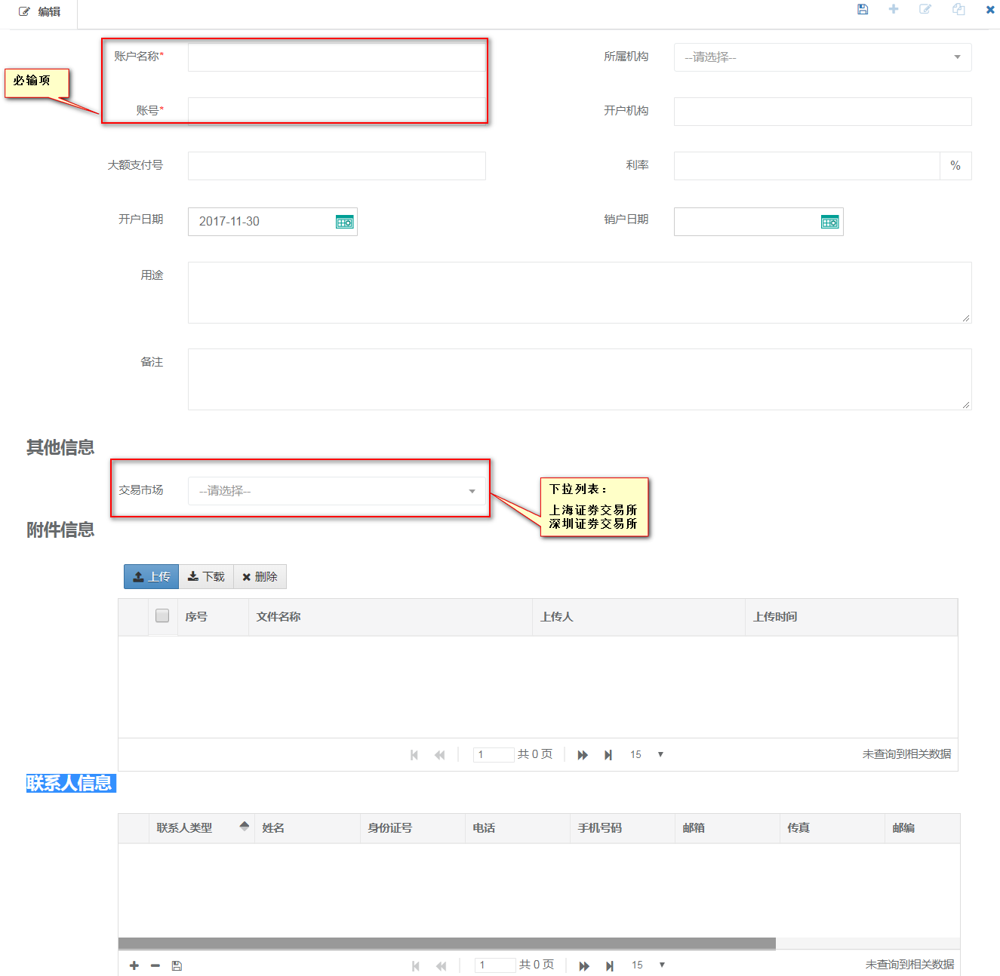 编辑
账户名称*
所属机构
--请选择--
必输项
账号*
开户机构
大额支付号
利率
%
开户日期
2017-11-30
销户日期
用途
备注
其他信息
交易市场
--请选择--
下拉列表：
上海证券交易所
深圳证券交易所
附件信息
上传 下载 删除
序号 文件名称 上传人 上传时间
1 共 0 页 15 未查询到相关数据
联系人信息
联系人类型 姓名 身份证号 电话 手机号码 邮箱 传真 邮编
1 共 0 页 15 未查询到相关数据